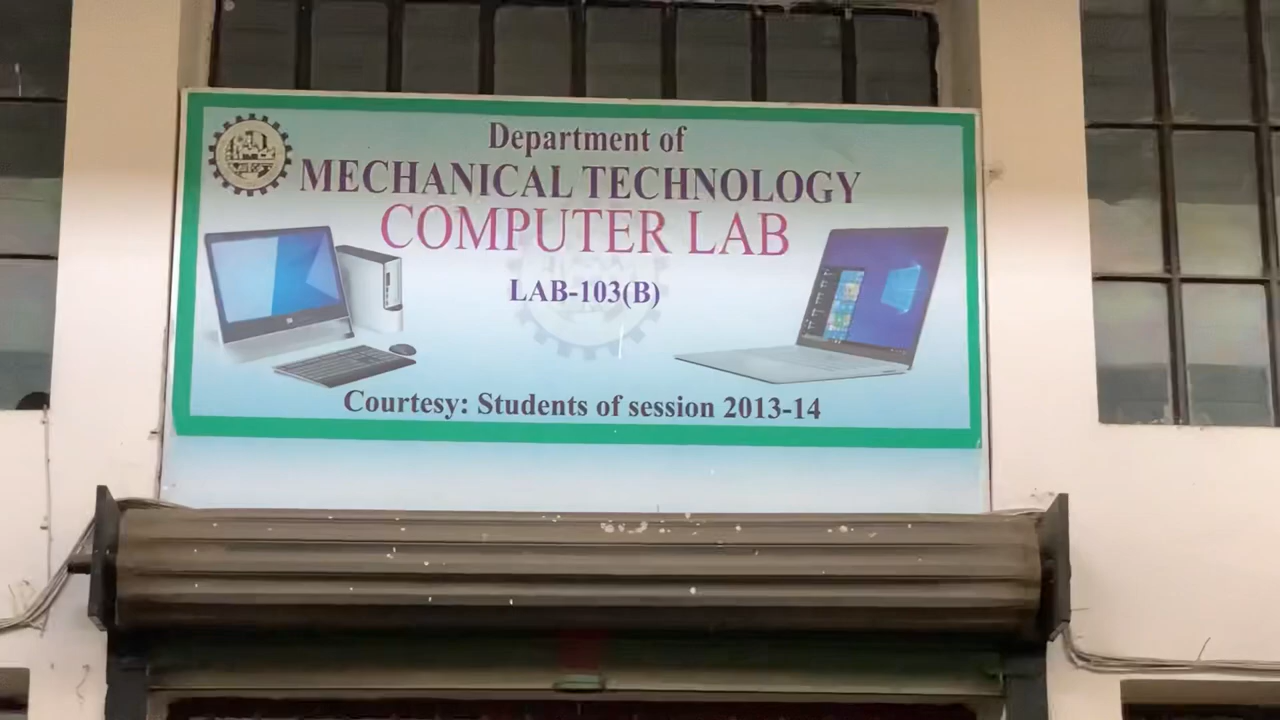 Department of
MECHANICAL TECHNOLOGY
COMPUTER LAB
LAB-103(B)
Courtesy: Students of session 2013-14